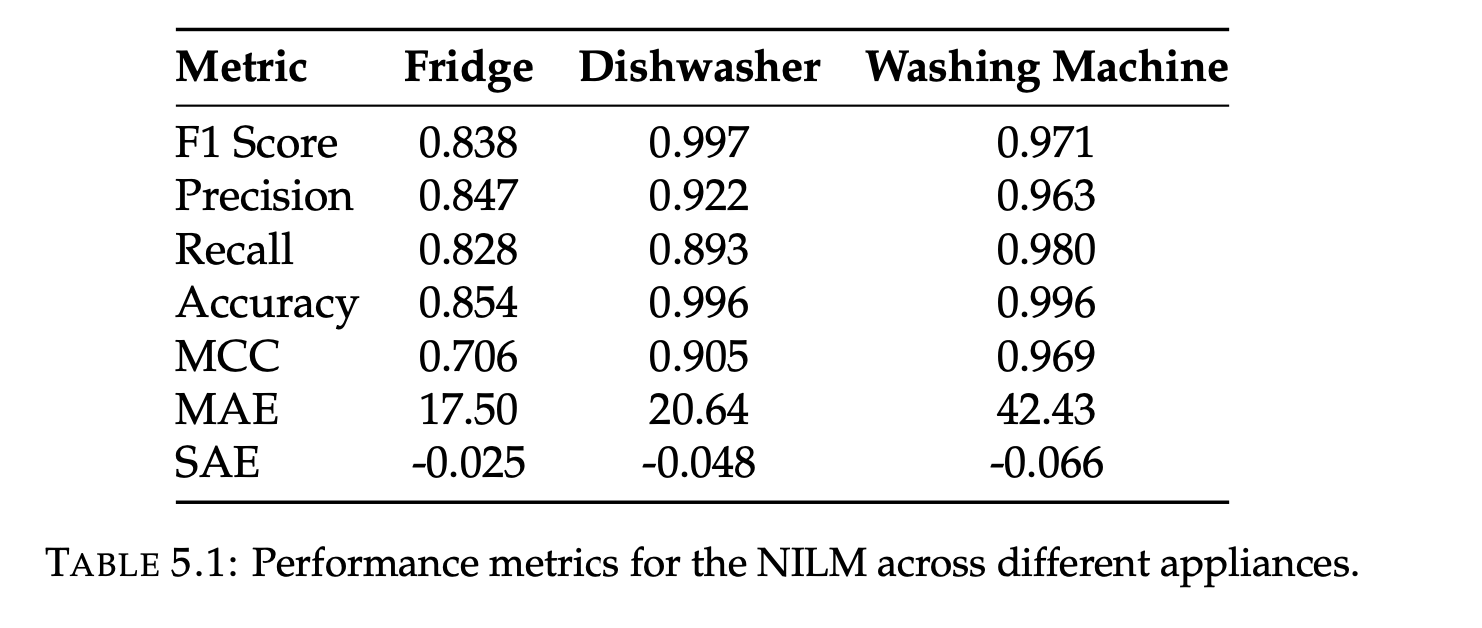 Metric Fridge Dishwasher Washing Machine
F1 Score 0.838 0.997 0.971
Precision 0.847 0.922 0.963
Recall 0.828 0.893 0.980
Accuracy 0.854 0.996 0.996
MCC 0.706 0.905 0.969
MAE 17.50 20.64 42.43
SAE -0.025 -0.048 -0.066
TABLE 5.1: Performance metrics for the NILM across different appliances.